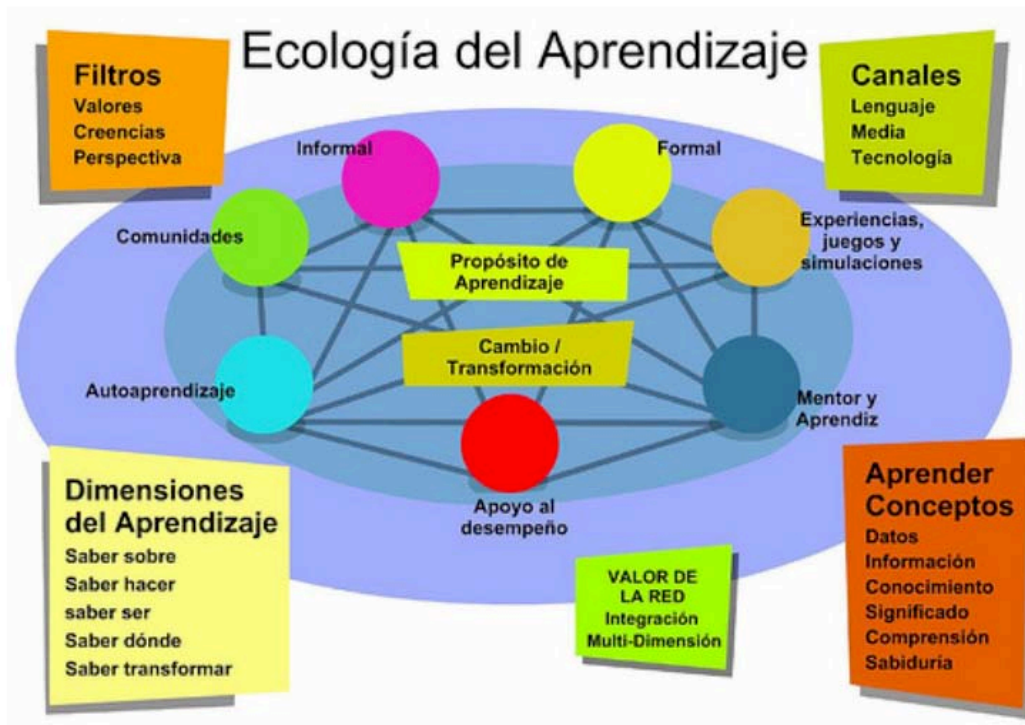 Ecología del Aprendizaje
Filtros
Valores
Creencias
Perspectiva
Canales
Lenguaje
Media
Tecnología
Informal
Formal
Comunidades
Experiencias,
juegos y
simulaciones
Propósito de
Aprendizaje
Cambio /
Transformación
Autoaprendizaje
Mentor y
Aprendiz
Apoyo al
desempeño
Dimensiones
del Aprendizaje
Saber sobre
Saber hacer
saber ser
Saber dónde
Saber transformar
VALOR DE
LA RED
Integración
Multi-Dimensión
Aprender
Conceptos
Datos
Información
Conocimiento
Significado
Comprensión
Sabiduria